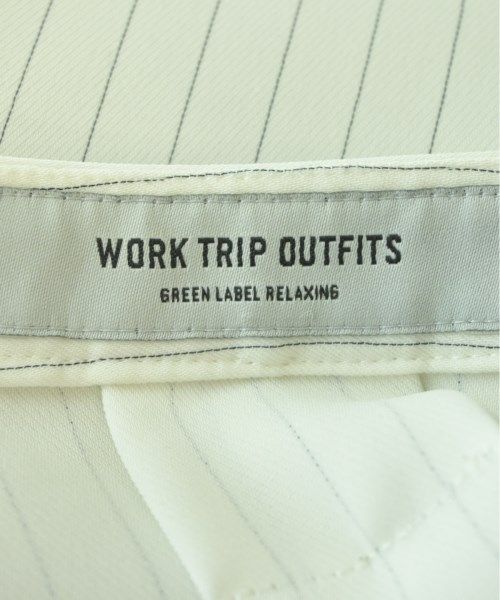 WORK TRIP OUTFITS
GREEN LABEL RELAXING